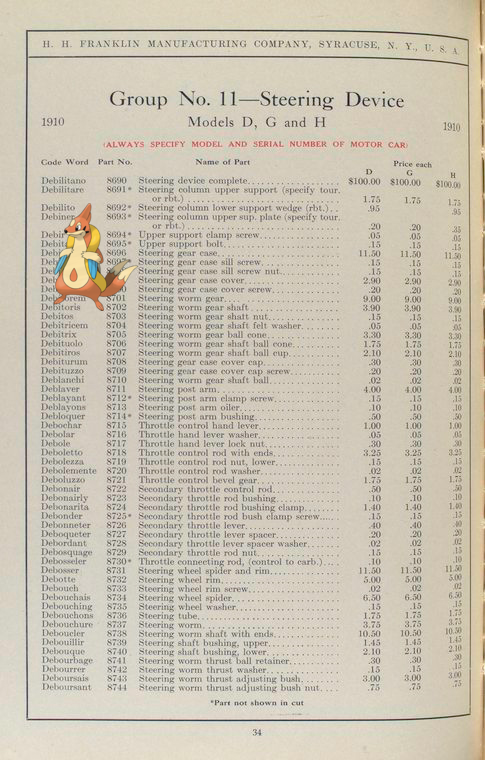 H. H. FRANKLIN MANUFACTURING COMPANY, SYRACUSE, N. Y., U. S. A.
Group No. 11—Steering Device
1910 Models D, G and H 1910
(ALWAYS SPECIFY MODEL AND SERIAL NUMBER OF MOTOR CAR)
Code Word Part No. Name of Part Price each
D G H
Debilitano 8690 Steering device complete $100.00 $100.00 $100.00
Debilitare 8691* Steering column upper support (specify tour.
or rbt.) 1.75 1.75 1.75
Debilito 8692* Steering column lower support wedge (rbt.) .95 .95
8693* Steering column upper sup. plate (specify tour.
or rbt.) .20 .20 .35
8694* Upper support clamp screw .05 .05 .05
8695* Upper support bolt .15 .15 .15
8696 Steering gear case 11.50 11.50 11.50
Steering gear case sill screw .15 .15 .15
Steering gear case sill screw nut .15 .15 .15
Steering gear case cover 2.90 2.90 2.90
Steering gear case cover screw .20 .20 .20
8701 Steering worm gear 9.00 9.00 9.00
Debitoris 8702 Steering worm gear shaft 3.90 3.90 3.90
Debitos 8703 Steering worm gear shaft nut .15 .15 .15
Debitricem 8704 Steering worm gear shaft felt washer .05 .05 .05
Debitrix 8705 Steering worm gear ball cone 3.30 3.30 3.30
Debituolo 8706 Steering worm gear shaft ball cone 1.75 1.75 1.75
Debitiros 8707 Steering worm gear shaft ball cup 2.10 2.10 2.10
Debiturum 8708 Steering gear case cover cap .30 .30 .30
Debituzzo 8709 Steering gear case cover cap screw .20 .20 .20
Deblanchi 8710 Steering worm gear shaft ball .02 .02 .02
Deblaver 8711 Steering post arm 4.00 4.00 4.00
Deblayant 8712* Steering post arm clamp screw .15 .15 .15
Deblayons 8713 Steering post arm oiler .10 .10 .10
Debloquer 8714* Steering post arm bushing .50 .50 .50
Debochar 8715 Throttle control hand lever 1.00 1.00 1.00
Debolar 8716 Throttle hand lever washer .05 .05 .05
Debole 8717 Throttle hand lever lock nut .30 .30 .30
Deboletto 8718 Throttle control rod with ends 3.25 3.25 3.25
Debolezza 8719 Throttle control rod nut, lower .15 .15 .15
Debolemente 8720 Throttle control rod washer .02 .02 .02
Deboluzzo 8721 Throttle control bevel gear 1.75 1.75 1.75
Debonair 8722 Secondary throttle control rod .50 .50 .50
Debonairly 8723 Secondary throttle rod bushing .10 .10 .10
Debonarita 8724 Secondary throttle rod bushing clamp 1.40 1.40 1.40
Debonder 8725* Secondary throttle rod bush clamp screw .15 .15 .15
Debonneter 8726 Secondary throttle lever .40 .40 .40
Deboqueter 8727 Secondary throttle lever spacer .20 .20 .20
Debordant 8728 Secondary throttle lever spacer washer .02 .02 .02
Debosquage 8729 Secondary throttle rod nut .15 .15 .15
Debosseler 8730* Throttle connecting rod, (control to carb.) .10 .10 .10
Debosser 8731 Steering wheel spider and rim 11.50 11.50 11.50
Debotte 8732 Steering wheel rim 5.00 5.00 5.00
Debouch 8733 Steering wheel rim screw .02 .02 .02
Debouchais 8734 Steering wheel spider 6.50 6.50 6.50
Debouching 8735 Steering wheel washer .15 .15 .15
Debouchons 8736 Steering tube 1.75 1.75 1.75
Debouchure 8737 Steering worm 3.75 3.75 3.75
Deboucler 8738 Steering worm shaft with ends 10.50 10.50 10.50
Debouillir 8739 Steering shaft bushing, upper 1.45 1.45 1.45
Debouque 8740 Steering shaft bushing, lower 2.10 2.10 2.10
Debourbage 8741 Steering worm thrust ball retainer .30 .30 .30
Debourrer 8742 Steering worm thrust washer .15 .15 .15
Deboursais 8743 Steering worm thrust adjusting bush 3.00 3.00 3.00
Deboursant 8744 Steering worm thrust adjusting bush nut .75 .75 .75
*Part not shown in cut
34